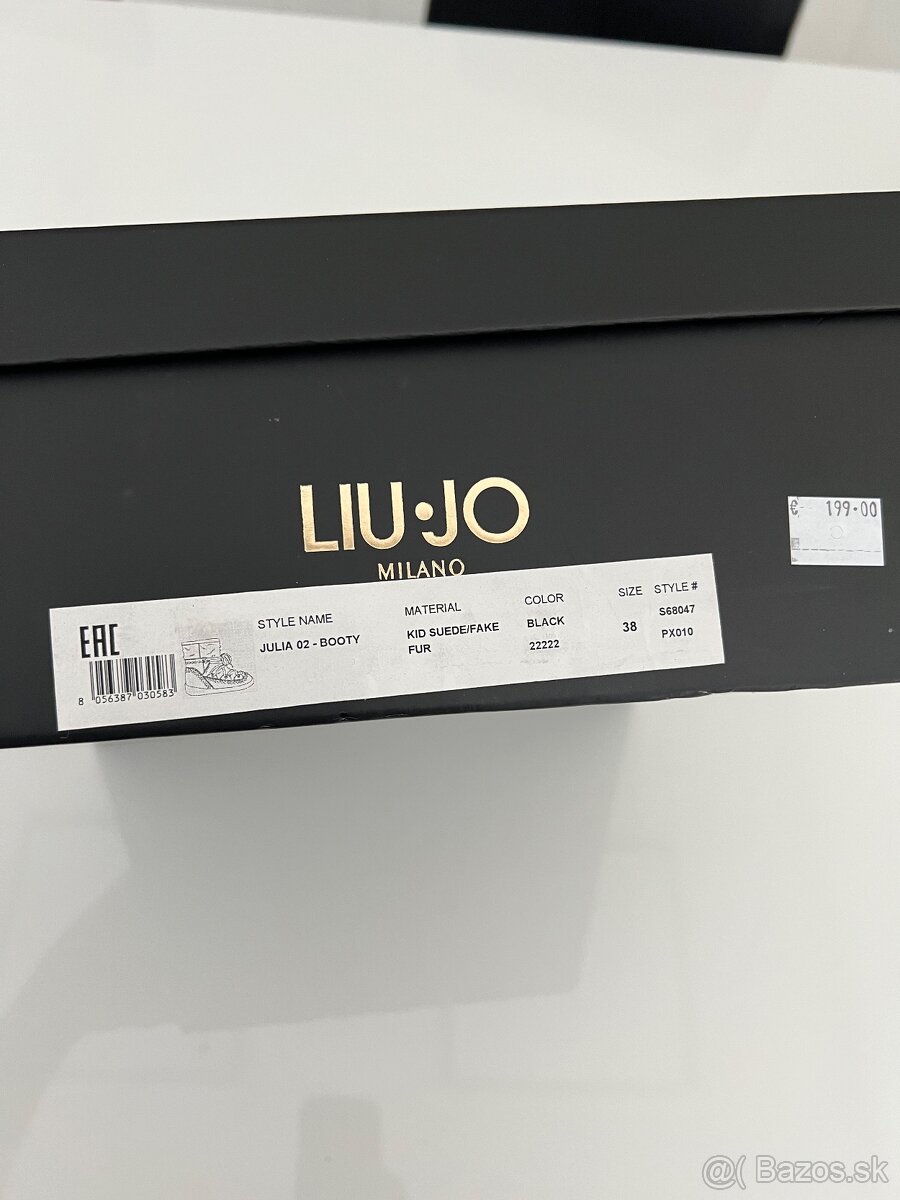 LIU·JO
MILANO
€ 199.00
EAC
8 056387 030583
STYLE NAME
JULIA 02 - BOOTY
MATERIAL
KID SUEDE/FAKE
FUR
COLOR
BLACK
22222
SIZE
38
STYLE #
S68047
PX010
@( Bazos.sk